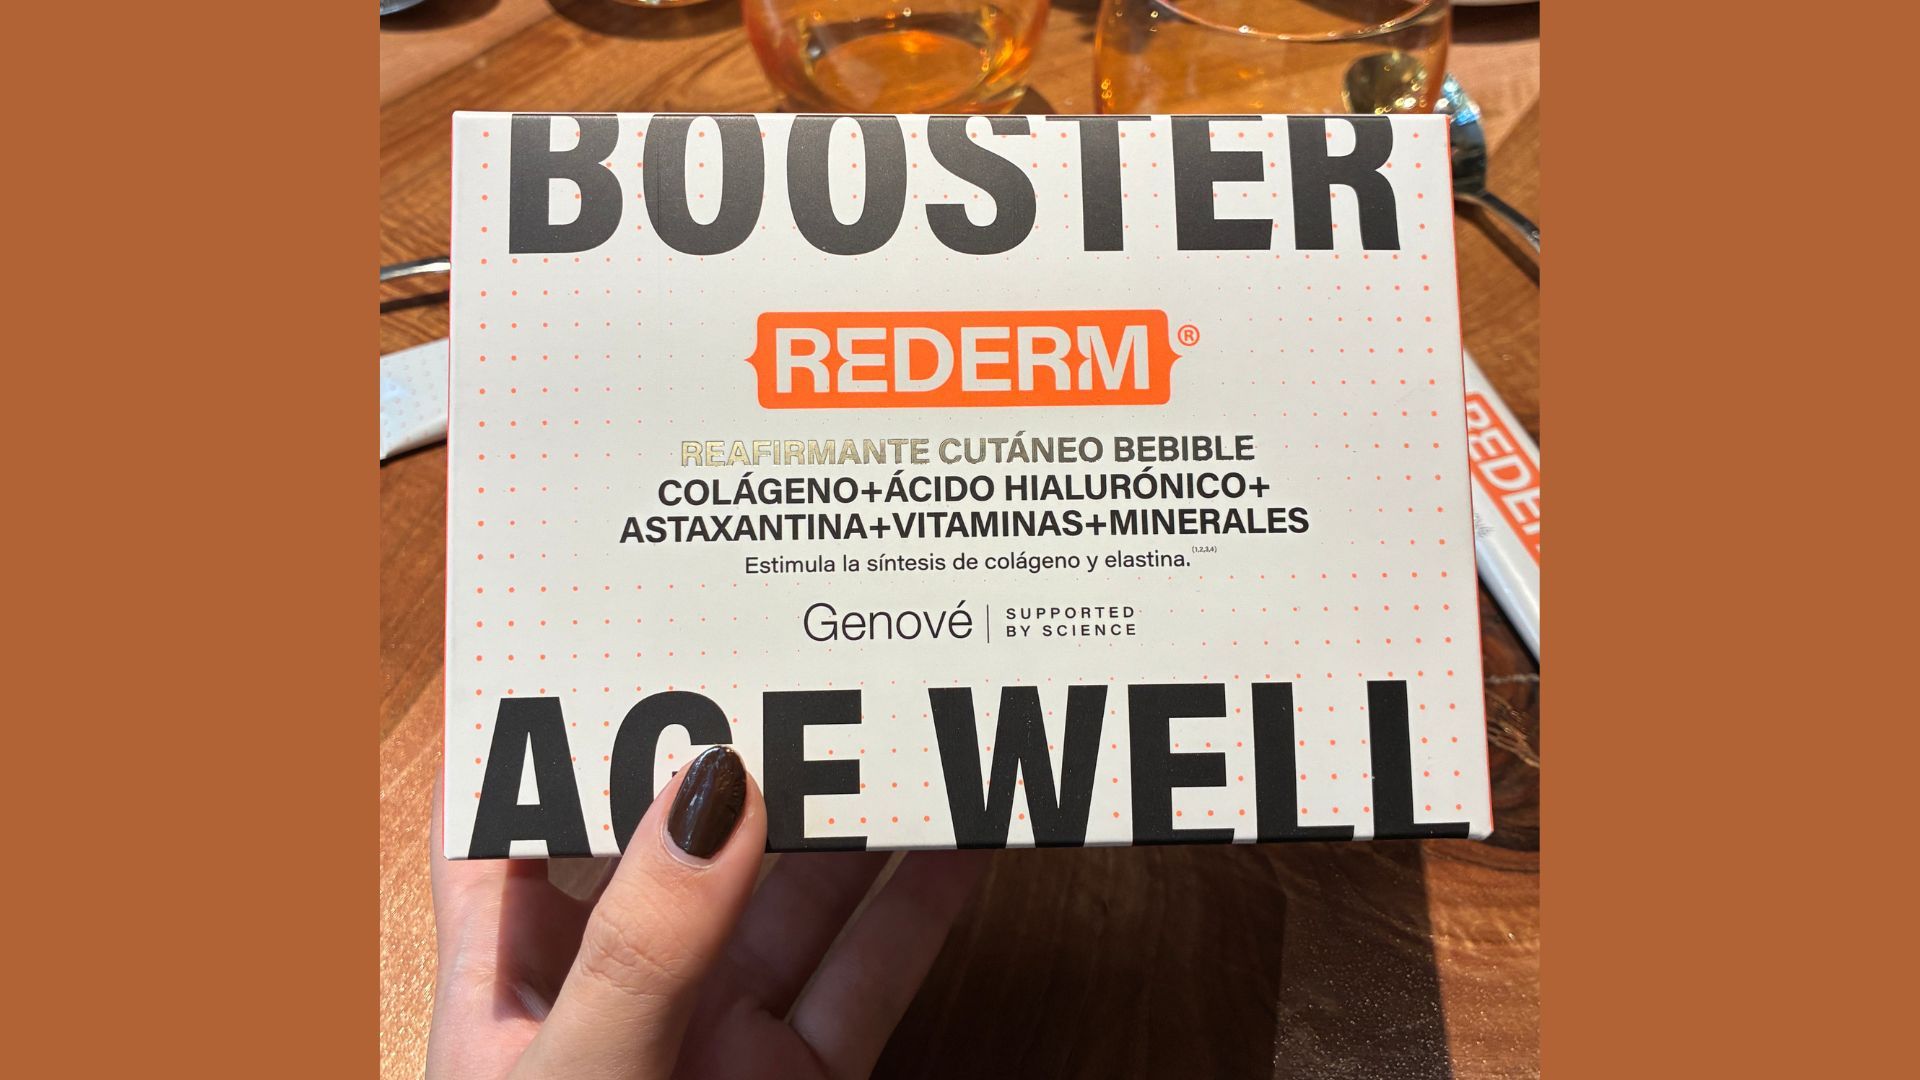 BOOSTER
REDERM®
REAFIRMANTE CUTÁNEO BEBIBLE
COLÁGENO+ÁCIDO HIALURÓNICO+
ASTAXANTINA+VITAMINAS+MINERALES
Estimula la síntesis de colágeno y elastina. (1,2,3,4)
Genové | SUPPORTED
BY SCIENCE
AGE WELL